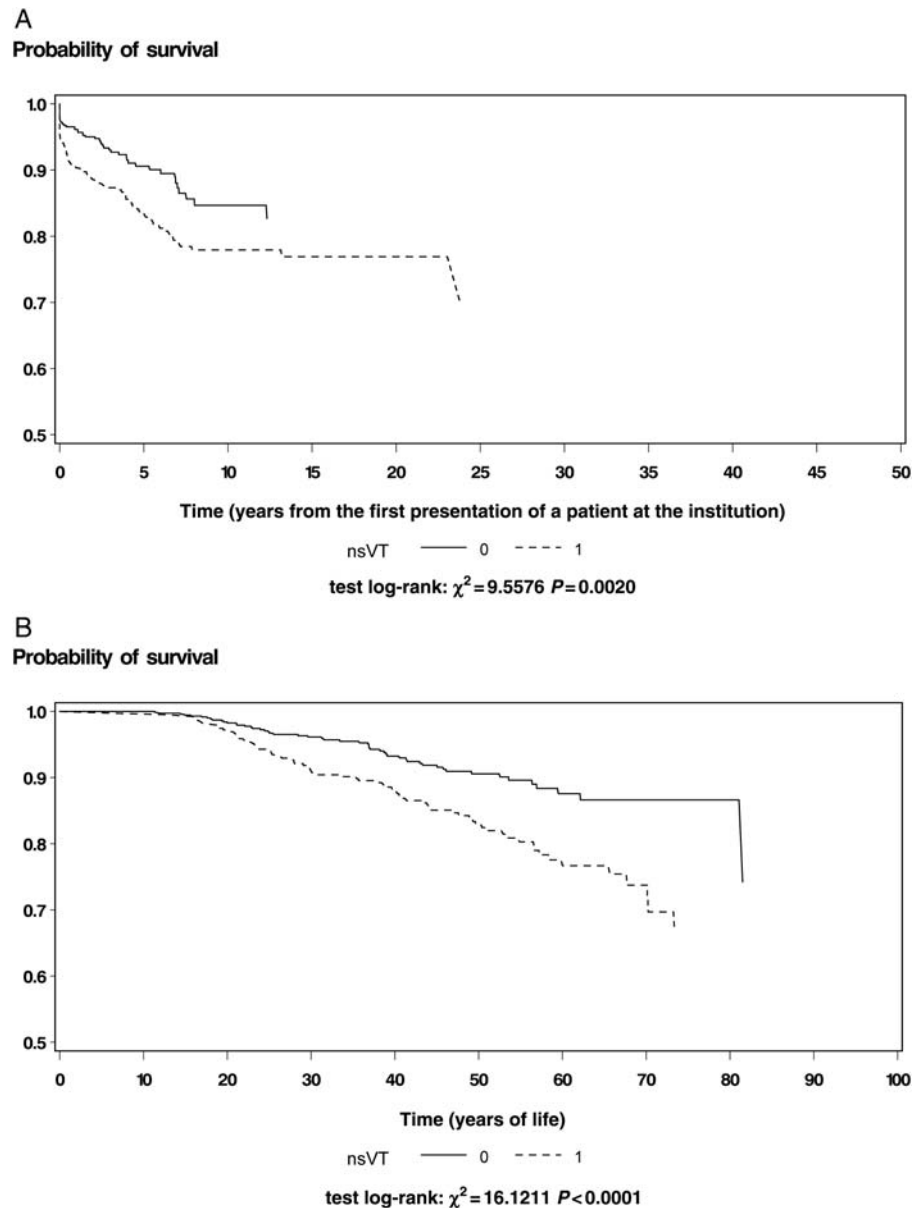 A
Probability of survival
1.0
0.9
0.8
0.7
0.6
0.5
0 5 10 15 20 25 30 35 40 45 50
Time (years from the first presentation of a patient at the institution)
nsVT 0 1
test log-rank: χ²=9.5576 P=0.0020
B
Probability of survival
1.0
0.9
0.8
0.7
0.6
0.5
0 10 20 30 40 50 60 70 80 90 100
Time (years of life)
nsVT 0 1
test log-rank: χ²=16.1211 P<0.0001